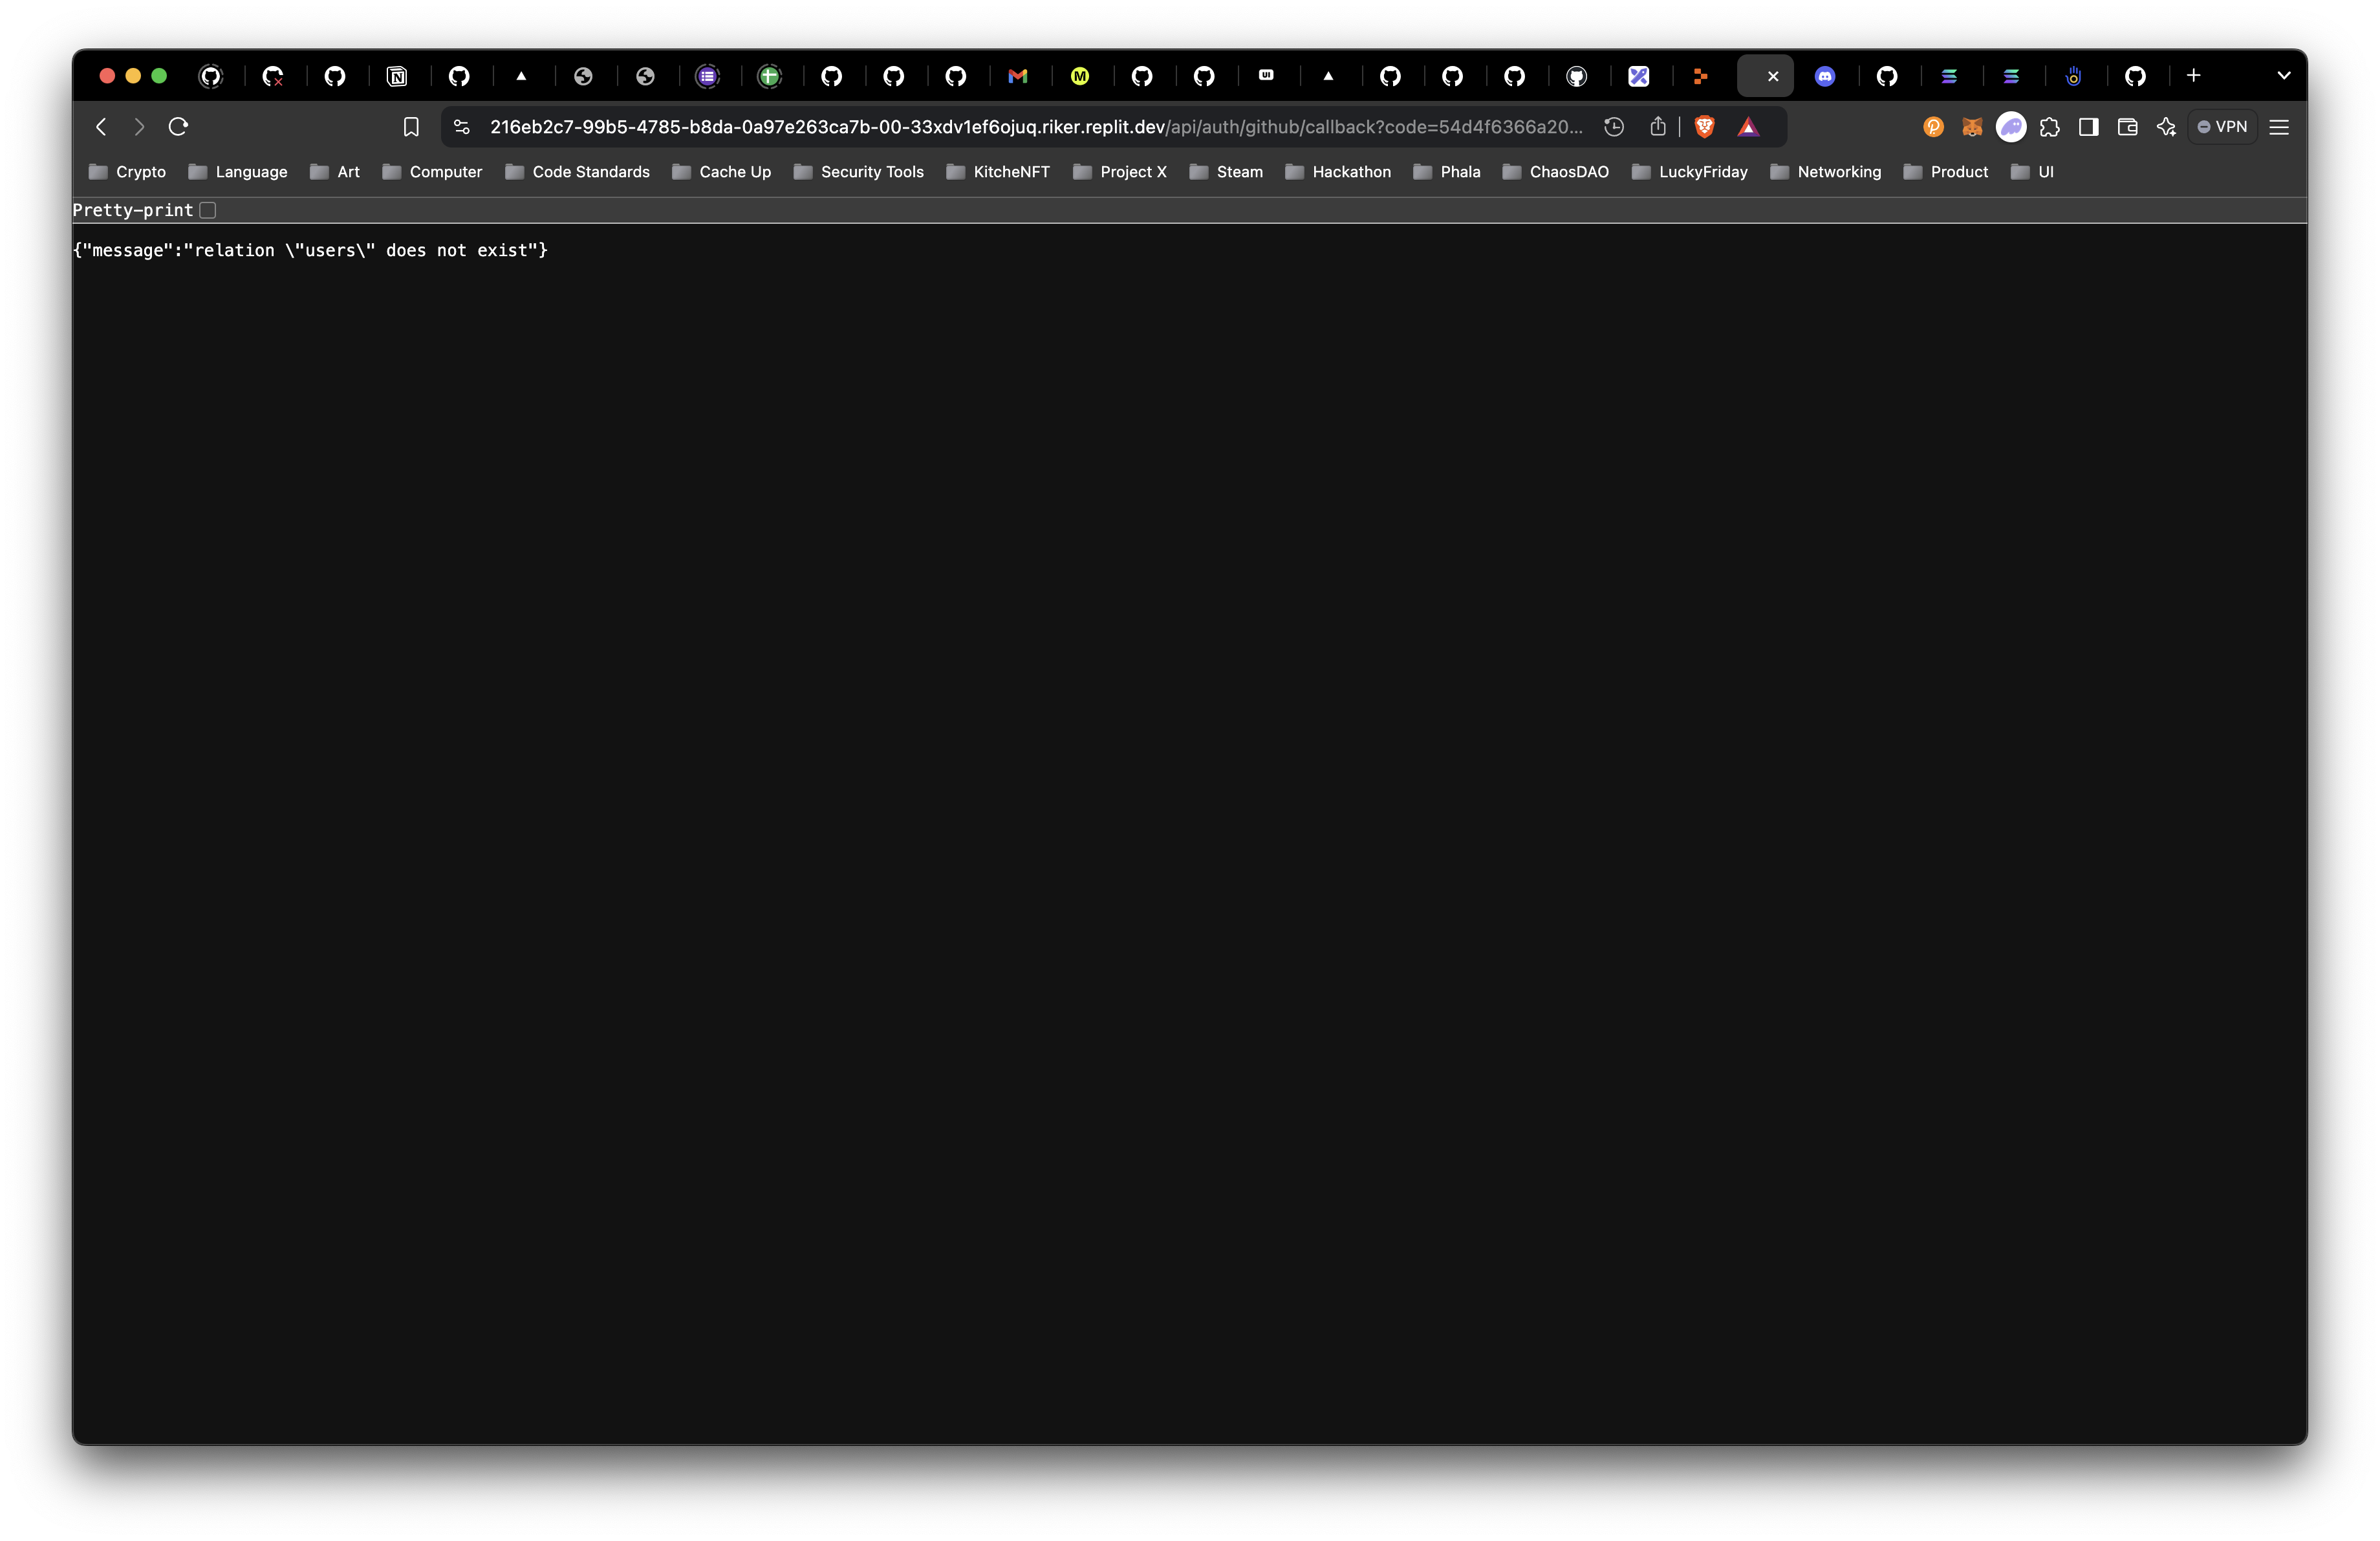 UI
216eb2c7-99b5-4785-b8da-0a97e263ca7b-00-33xdv1ef6ojuq.riker.replit.dev/api/auth/github/callback?code=54d4f6366a20...
VPN
Crypto Language Art Computer Code Standards Cache Up Security Tools KitcheNFT Project X Steam Hackathon Phala ChaosDAO LuckyFriday Networking Product UI
Pretty-print
{"message":"relation \"users\" does not exist"}